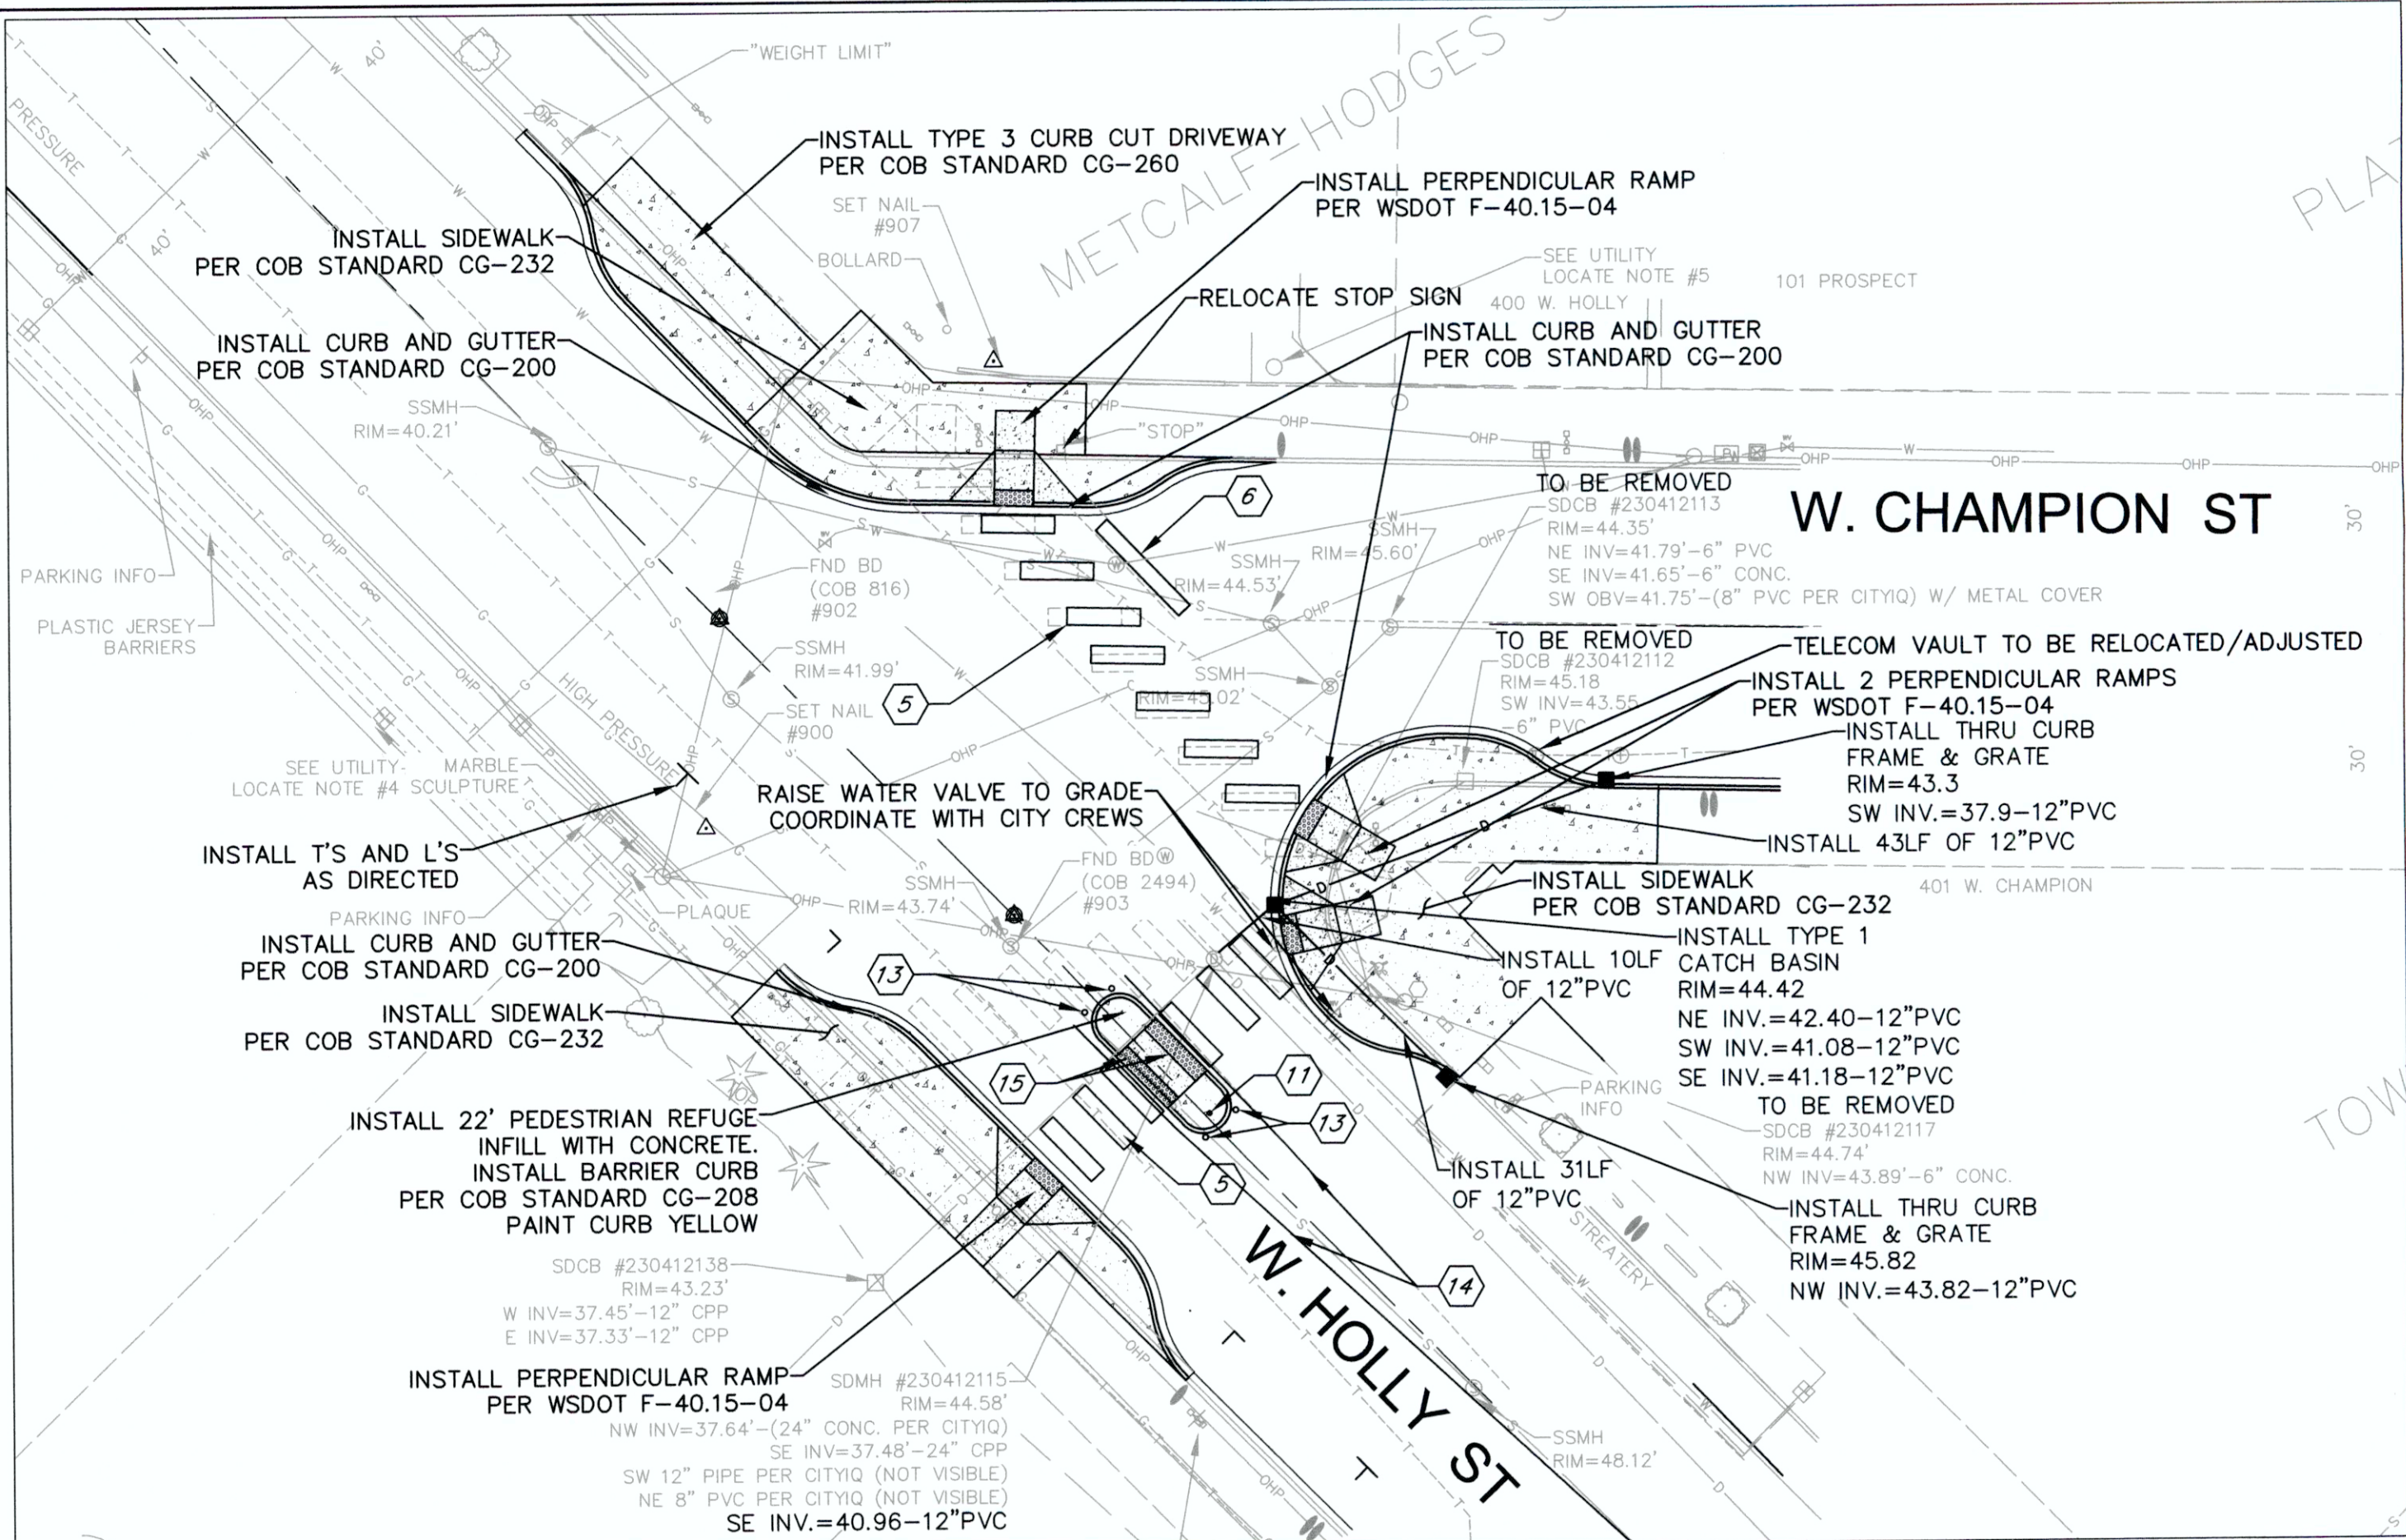 "WEIGHT LIMIT"
METCALF-HODGES
40'
PRESSURE
INSTALL TYPE 3 CURB CUT DRIVEWAY
PER COB STANDARD CG-260
INSTALL PERPENDICULAR RAMP
PER WSDOT F-40.15-04
SET NAIL
#907
BOLLARD
INSTALL SIDEWALK
PER COB STANDARD CG-232
40'
SEE UTILITY
LOCATE NOTE #5
101 PROSPECT
400 W. HOLLY
RELOCATE STOP SIGN
INSTALL CURB AND GUTTER
PER COB STANDARD CG-200
INSTALL CURB AND GUTTER
PER COB STANDARD CG-200
SSMH
RIM=40.21'
"STOP"
6
TO BE REMOVED
SDCB #230412113
RIM=44.35'
NE INV=41.79'-6" PVC
SE INV=41.65'-6" CONC.
SW OBV=41.75'-(8" PVC PER CITYIQ) W/ METAL COVER
W. CHAMPION ST
30'
SSMH
RIM=45.60'
SSMH
RIM=44.53'
PARKING INFO
PLASTIC JERSEY
BARRIERS
FND BD
(COB 816)
#902
SSMH
RIM=41.99'
5
SSMH
RIM=45.02'
TO BE REMOVED
SDCB #230412112
RIM=45.18
SW INV=43.55
-6" PVC
TELECOM VAULT TO BE RELOCATED/ADJUSTED
INSTALL 2 PERPENDICULAR RAMPS
PER WSDOT F-40.15-04
INSTALL THRU CURB
FRAME & GRATE
RIM=43.3
SW INV.=37.9-12"PVC
INSTALL 43LF OF 12"PVC
30'
HIGH PRESSURE
SET NAIL
#900
SEE UTILITY-
LOCATE NOTE #4
MARBLE
SCULPTURE
RAISE WATER VALVE TO GRADE
COORDINATE WITH CITY CREWS
INSTALL T'S AND L'S
AS DIRECTED
PARKING INFO
PLAQUE
SSMH
RIM=43.74'
FND BD
(COB 2494)
#903
INSTALL SIDEWALK
PER COB STANDARD CG-232
401 W. CHAMPION
INSTALL CURB AND GUTTER
PER COB STANDARD CG-200
INSTALL SIDEWALK
PER COB STANDARD CG-232
13
INSTALL 10LF
OF 12"PVC
INSTALL TYPE 1
CATCH BASIN
RIM=44.42
NE INV.=42.40-12"PVC
SW INV.=41.08-12"PVC
SE INV.=41.18-12"PVC
15
11
13
5
PARKING
INFO
TO BE REMOVED
SDCB #230412117
RIM=44.74'
NW INV=43.89'-6" CONC.
INSTALL 22' PEDESTRIAN REFUGE
INFILL WITH CONCRETE.
INSTALL BARRIER CURB
PER COB STANDARD CG-208
PAINT CURB YELLOW
INSTALL 31LF
OF 12"PVC
INSTALL THRU CURB
FRAME & GRATE
RIM=45.82
NW INV.=43.82-12"PVC
STREATERY
SDCB #230412138
RIM=43.23'
W INV=37.45'-12" CPP
E INV=37.33'-12" CPP
14
W. HOLLY ST
INSTALL PERPENDICULAR RAMP
PER WSDOT F-40.15-04
SDMH #230412115
RIM=44.58'
NW INV=37.64'-(24" CONC. PER CITYIQ)
SE INV=37.48'-24" CPP
SW 12" PIPE PER CITYIQ (NOT VISIBLE)
NE 8" PVC PER CITYIQ (NOT VISIBLE)
SE INV.=40.96-12"PVC
SSMH
RIM=48.12'